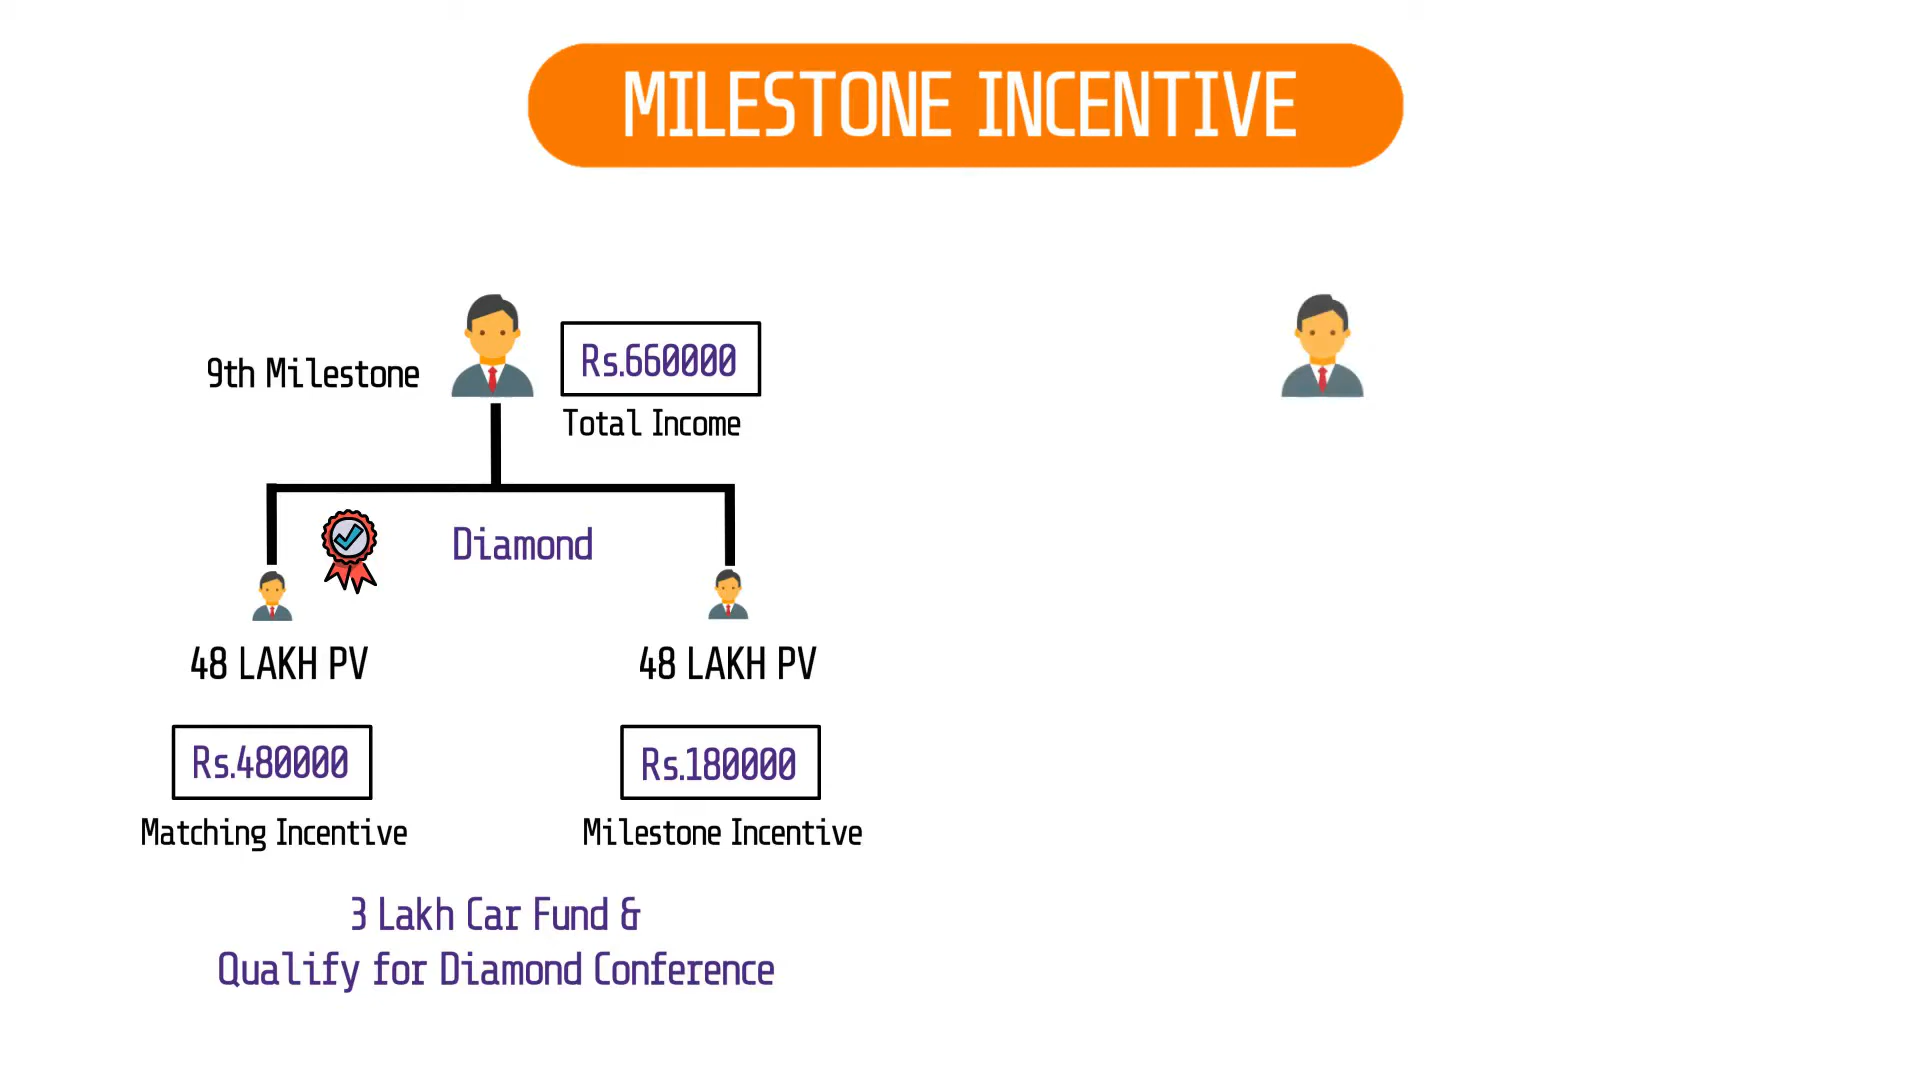 MILESTONE INCENTIVE
9th Milestone
Rs.660000
Total Income
Diamond
48 LAKH PV
48 LAKH PV
Rs.480000
Rs.180000
Matching Incentive
Milestone Incentive
3 Lakh Car Fund &
Qualify for Diamond Conference